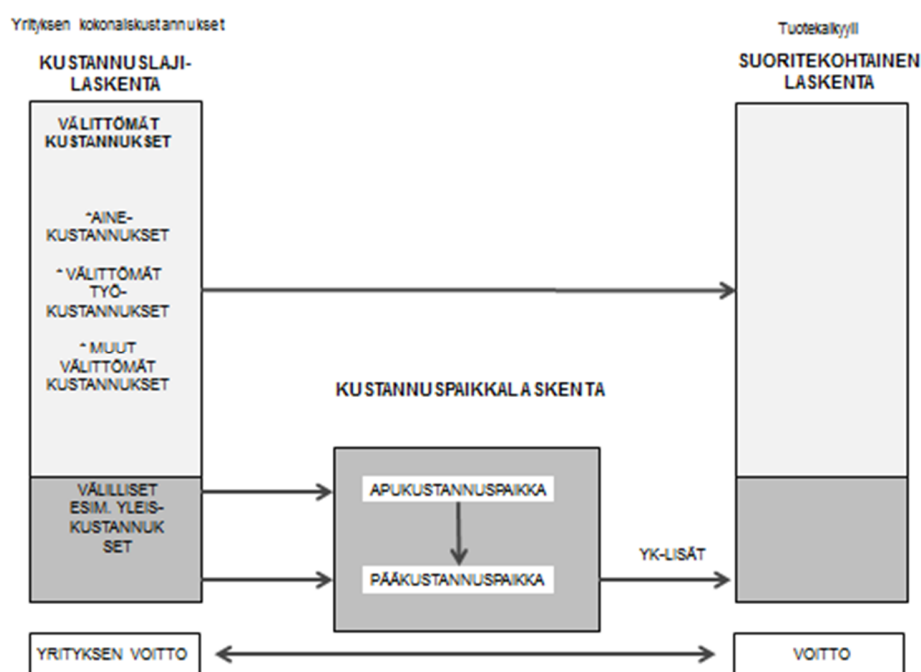 Yrityksen kokonaiskustannukset
KUSTANNUSLAJI-
LASKENTA
VÄLITTÖMÄT
KUSTANNUKSET
*AINE-
KUSTANNUKSET
* VÄLITTÖMÄT
TYÖ-
KUSTANNUKSET
* MUUT
VÄLITTÖMÄT
KUSTANNUKSET
VÄLILLISET
ESIM. YLEIS-
KUSTANNUK
SET
YRITYKSEN VOITTO
KUSTANNUSPAIKKALASKENTA
APUKUSTANNUSPAIKKA
PÄÄKUSTANNUSPAIKKA
YK-LISÄT
Tuotekalkyyli
SUORITEKOHTAINEN
LASKENTA
VOITTO